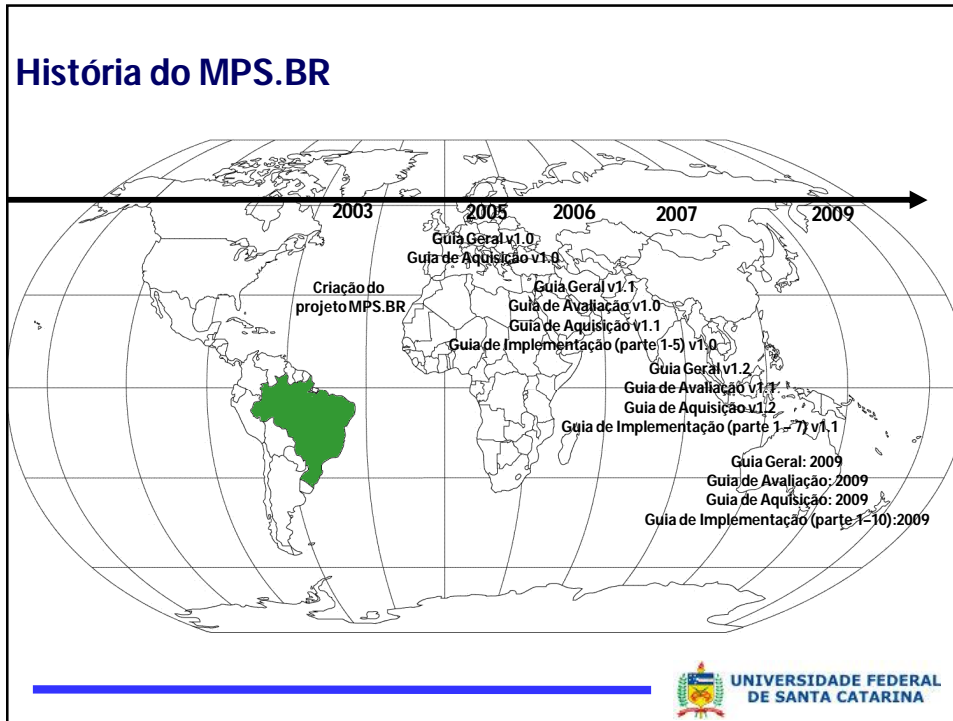 História do MPS.BR
2003
2005
2006
2007
2009
Criação do
projeto MPS.BR
Guia Geral v1.0
Guia de Aquisição v1.0
Guia Geral v1.1
Guia de Avaliação v1.0
Guia de Aquisição v1.1
Guia de Implementação (parte 1-5) v1.0
Guia Geral v1.2
Guia de Avaliação v1.1
Guia de Aquisição v1.2
Guia de Implementação (parte 1 – 7) v1.1
Guia Geral: 2009
Guia de Avaliação: 2009
Guia de Aquisição: 2009
Guia de Implementação (parte 1–10):2009
UNIVERSIDADE FEDERAL
DE SANTA CATARINA